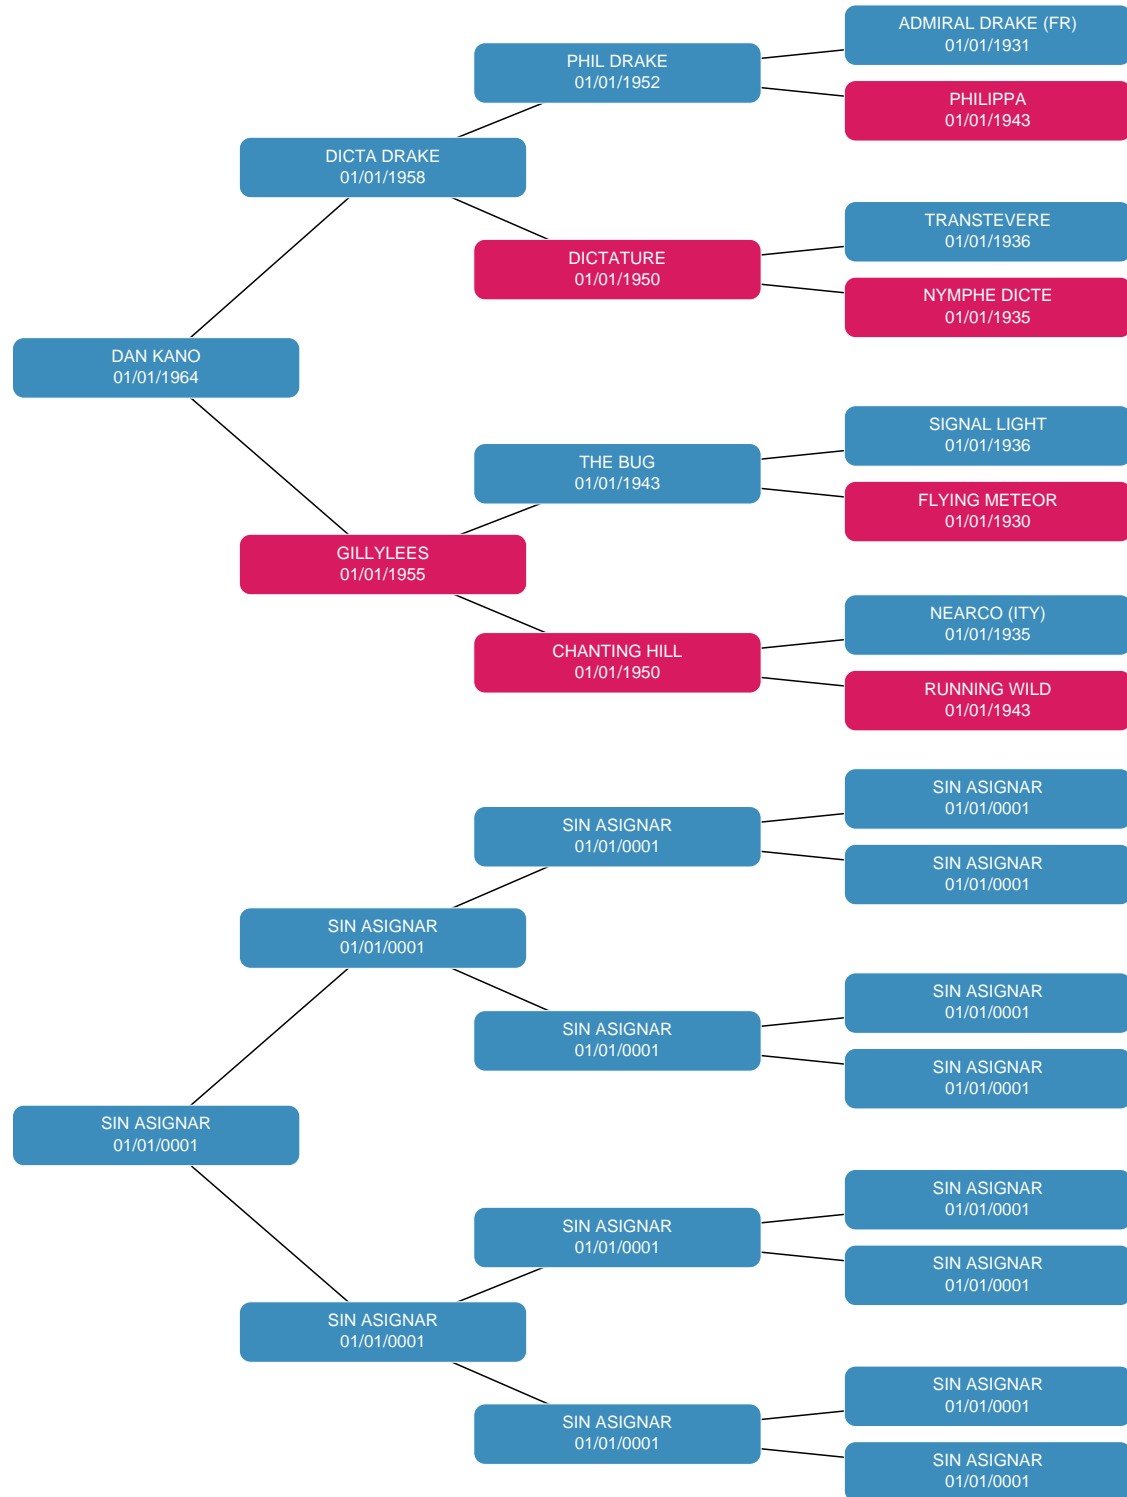 ADMIRAL DRAKE (FR)
01/01/1931
PHIL DRAKE
01/01/1952
PHILIPPA
01/01/1943
DICTA DRAKE
01/01/1958
TRANSTEVERE
01/01/1936
DICTATURE
01/01/1950
NYMPHE DICTE
01/01/1935
DAN KANO
01/01/1964
SIGNAL LIGHT
01/01/1936
THE BUG
01/01/1943
FLYING METEOR
01/01/1930
GILLYLEES
01/01/1955
NEARCO (ITY)
01/01/1935
CHANTING HILL
01/01/1950
RUNNING WILD
01/01/1943
SIN ASIGNAR
01/01/0001
SIN ASIGNAR
01/01/0001
SIN ASIGNAR
01/01/0001
SIN ASIGNAR
01/01/0001
SIN ASIGNAR
01/01/0001
SIN ASIGNAR
01/01/0001
SIN ASIGNAR
01/01/0001
SIN ASIGNAR
01/01/0001
SIN ASIGNAR
01/01/0001
SIN ASIGNAR
01/01/0001
SIN ASIGNAR
01/01/0001
SIN ASIGNAR
01/01/0001
SIN ASIGNAR
01/01/0001
SIN ASIGNAR
01/01/0001
SIN ASIGNAR
01/01/0001